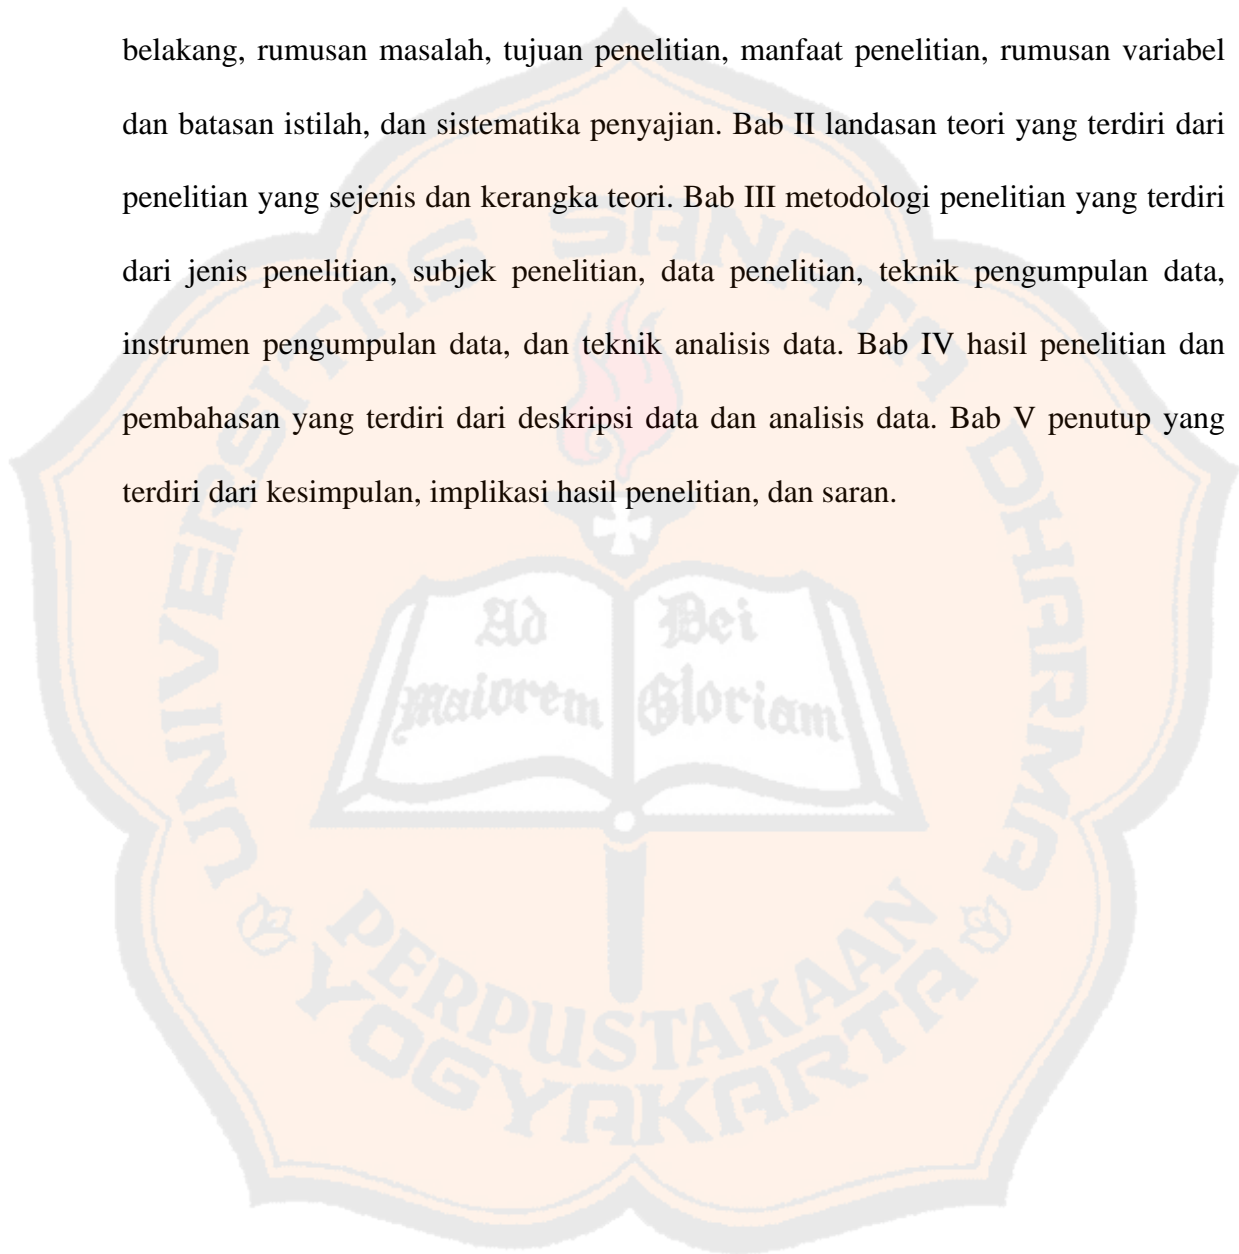 belakang, rumusan masalah, tujuan penelitian, manfaat penelitian, rumusan variabel
dan batasan istilah, dan sistematika penyajian. Bab II landasan teori yang terdiri dari
penelitian yang sejenis dan kerangka teori. Bab III metodologi penelitian yang terdiri
dari jenis penelitian, subjek penelitian, data penelitian, teknik pengumpulan data,
instrumen pengumpulan data, dan teknik analisis data. Bab IV hasil penelitian dan
pembahasan yang terdiri dari deskripsi data dan analisis data. Bab V penutup yang
terdiri dari kesimpulan, implikasi hasil penelitian, dan saran.
UNIVERSITAS SANATA DHARMA
Ad Dei
Maiorem Gloriam
PERPUSTAKAAN
YOGYAKARTA